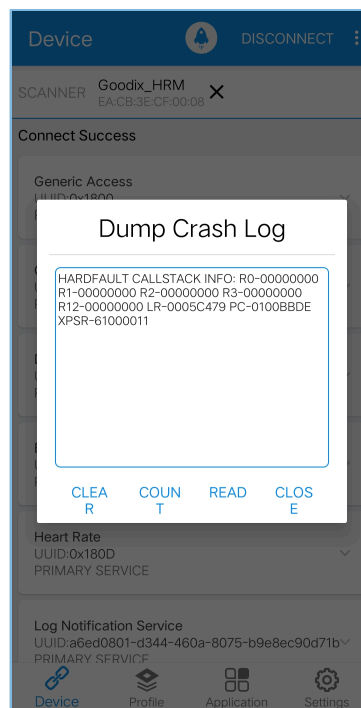 Device
DISCONNECT
SCANNER
Goodix_HRM
EA:CB:3E:CF:00:08
Connect Success
Generic Access
UUID:0x1800
Dump Crash Log
HARDFAULT CALLSTACK INFO: R0-00000000
R1-00000000 R2-00000000 R3-00000000
R12-00000000 LR-0005C479 PC-0100BBDE
XPSR-61000011
CLEA
R
COUN
T
READ
CLOS
E
Heart Rate
UUID:0x180D
PRIMARY SERVICE
Log Notification Service
UUID:a6ed0801-d344-460a-8075-b9e8ec90d71b
PRIMARY SERVICE
Device
Profile
Application
Settings